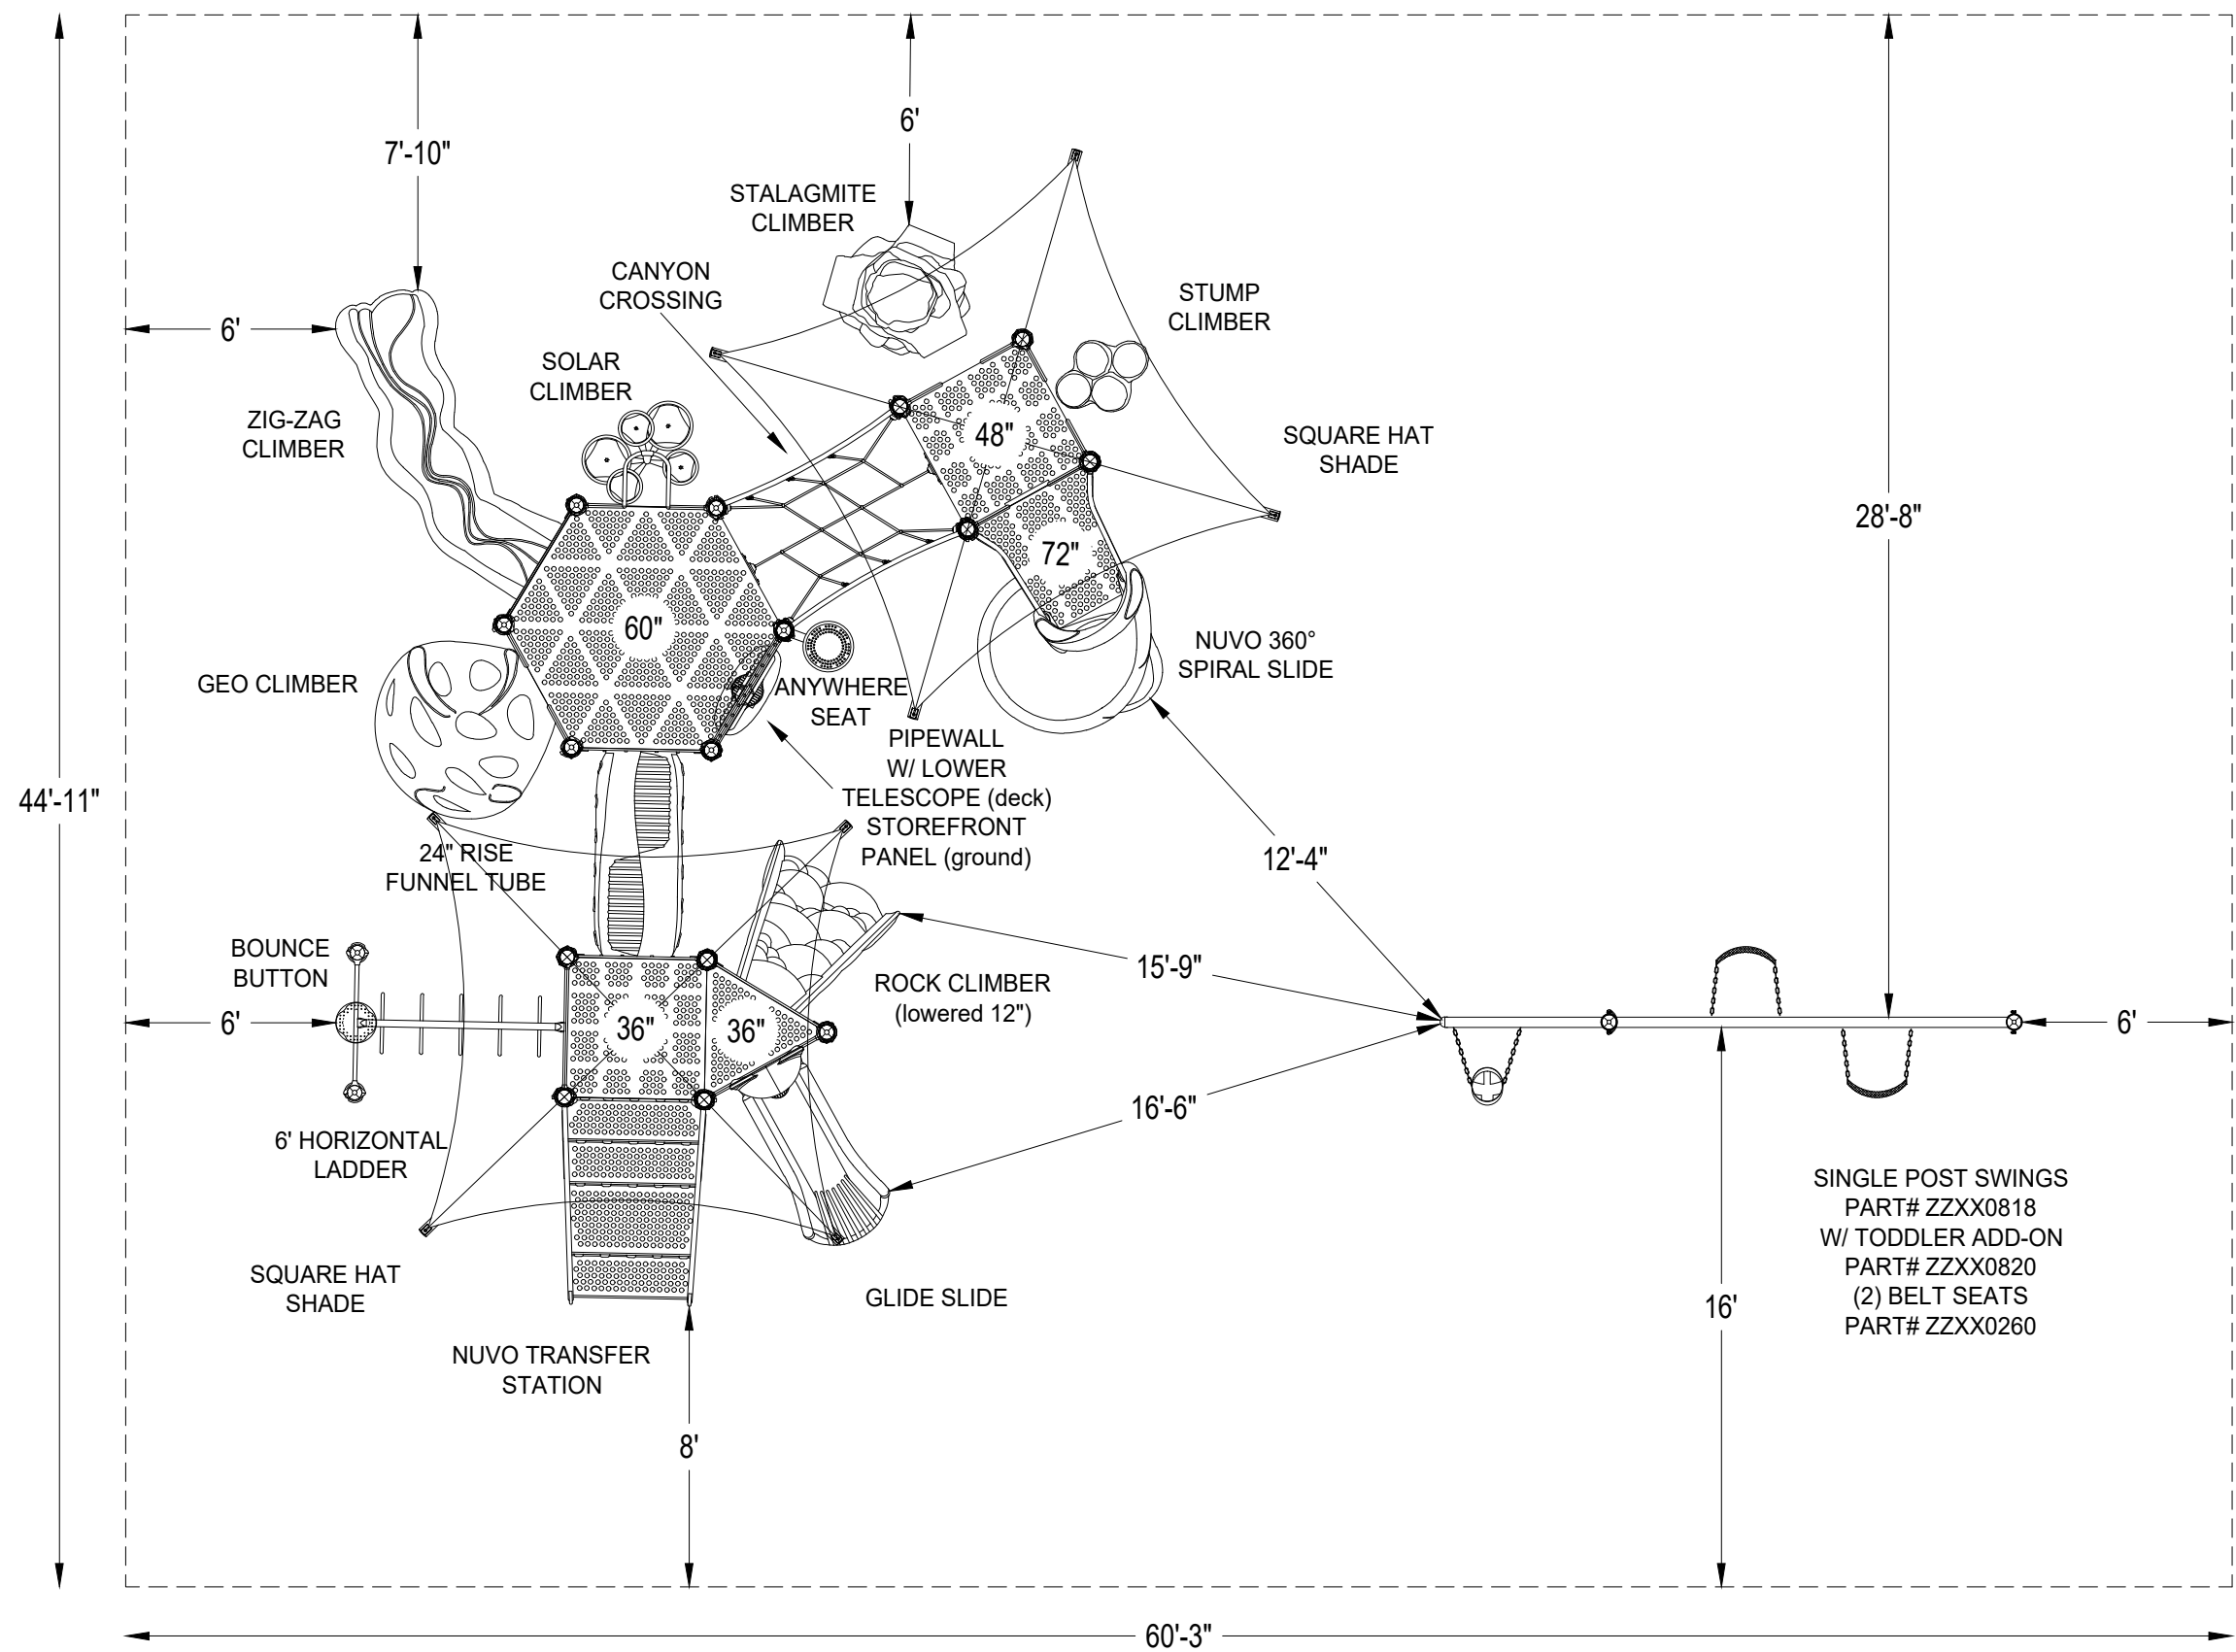 6'
7'-10"
STALAGMITE
CLIMBER
CANYON
CROSSING
STUMP
CLIMBER
6'
SOLAR
CLIMBER
ZIG-ZAG
CLIMBER
48"
SQUARE HAT
SHADE
28'-8"
72"
60"
NUVO 360°
SPIRAL SLIDE
GEO CLIMBER
ANYWHERE
SEAT
PIPEWALL
W/ LOWER
TELESCOPE (deck)
STOREFRONT
PANEL (ground)
44'-11"
24" RISE
FUNNEL TUBE
12'-4"
BOUNCE
BUTTON
15'-9"
ROCK CLIMBER
(lowered 12")
6'
36"
36"
6'
16'-6"
6' HORIZONTAL
LADDER
SINGLE POST SWINGS
PART# ZZXX0818
W/ TODDLER ADD-ON
PART# ZZXX0820
(2) BELT SEATS
PART# ZZXX0260
SQUARE HAT
SHADE
GLIDE SLIDE
16'
NUVO TRANSFER
STATION
8'
60'-3"